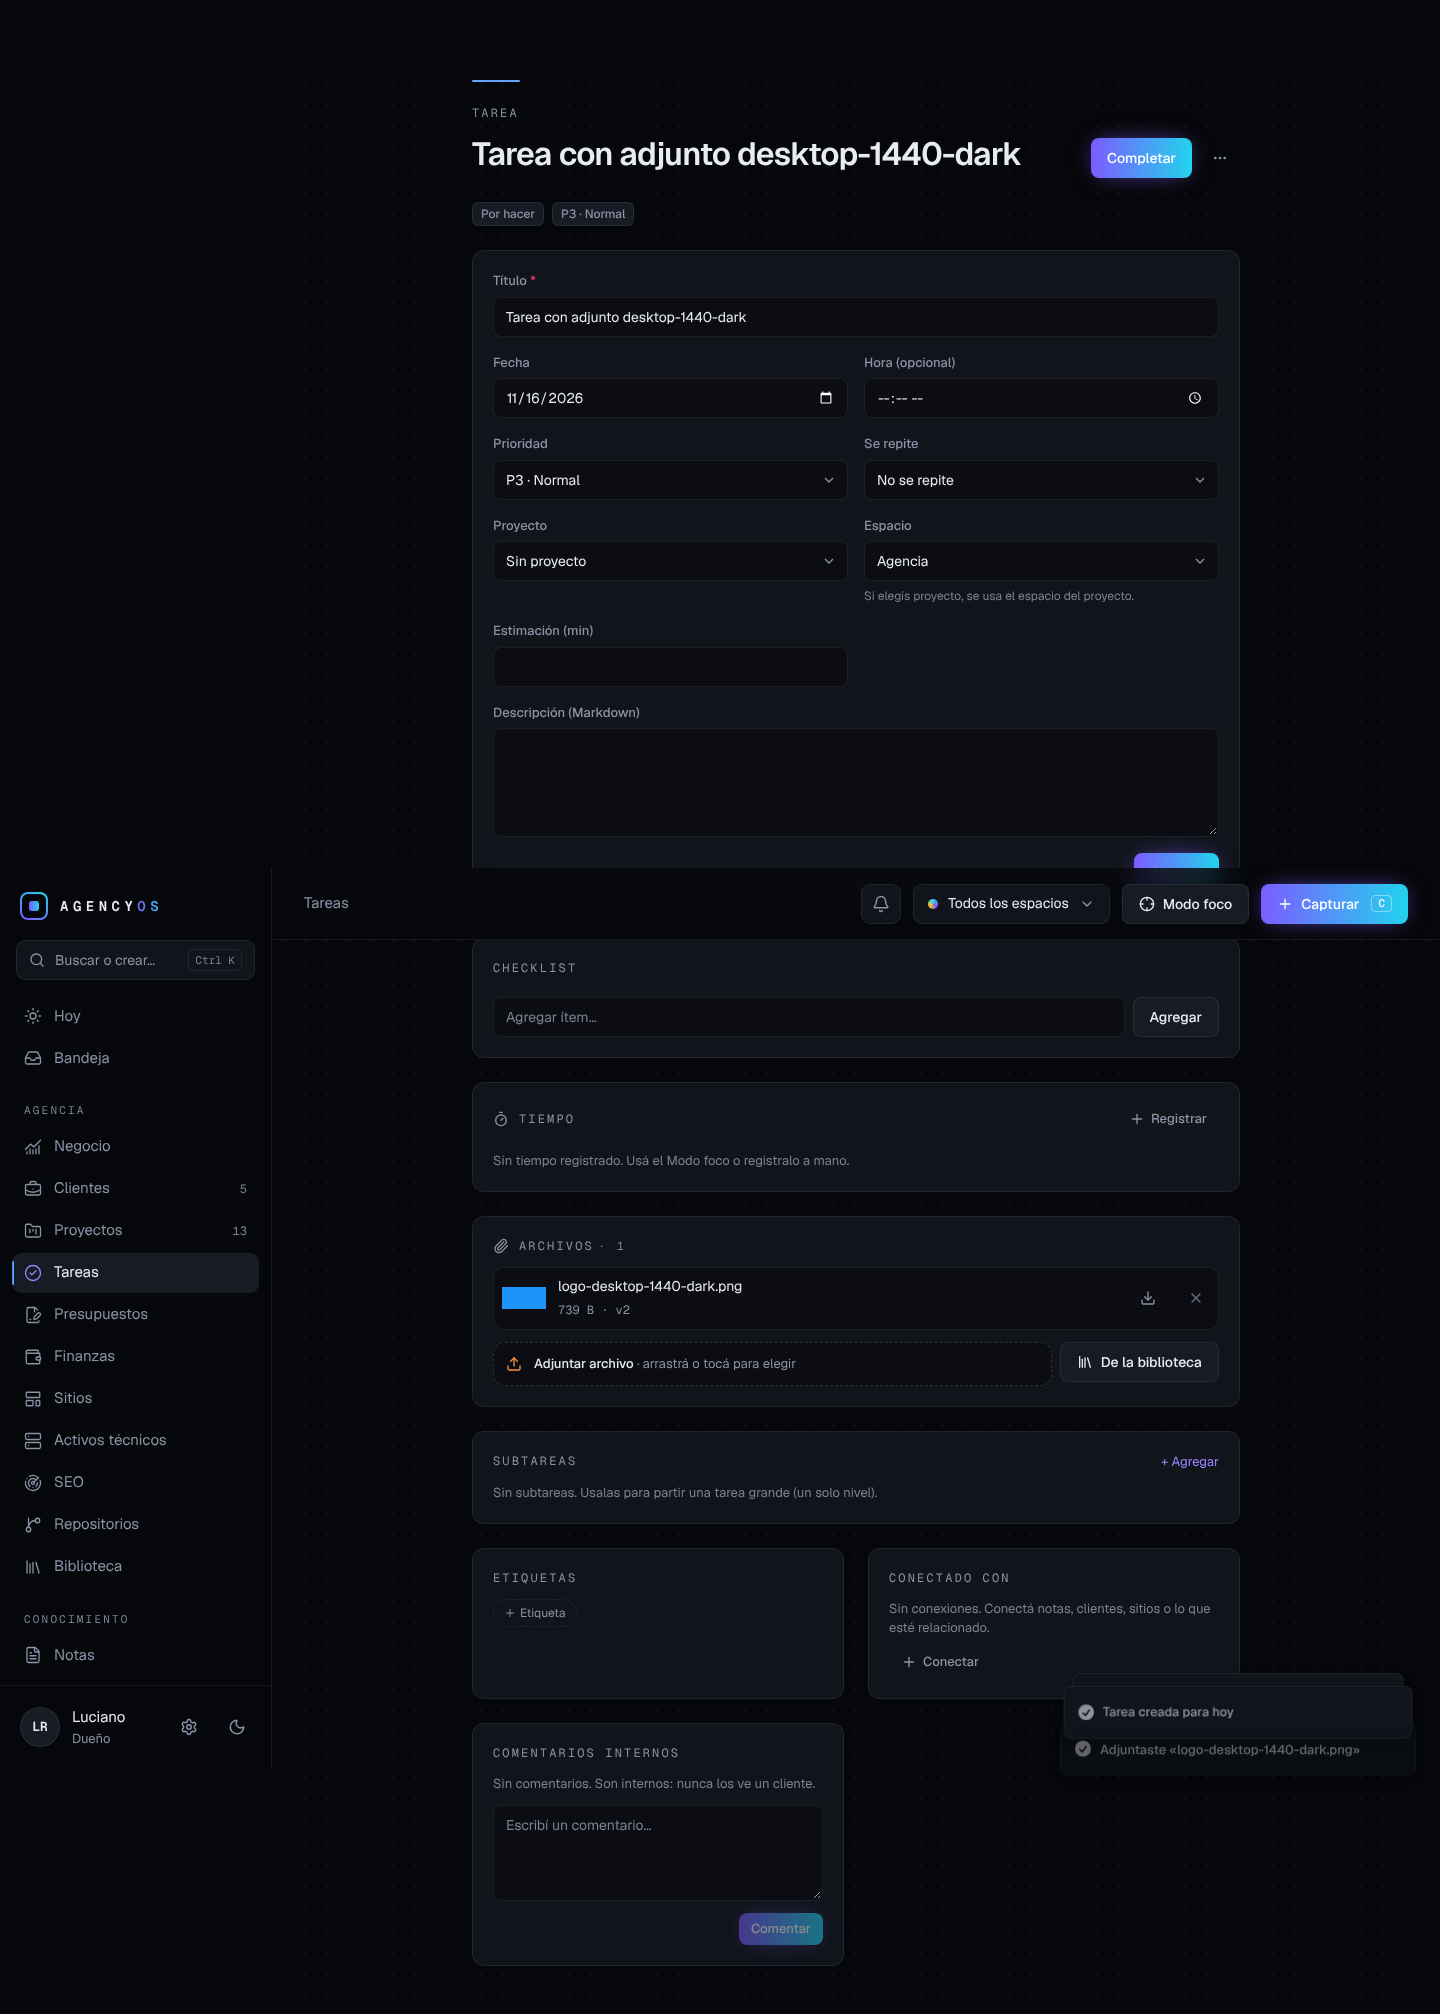 TAREA
Tarea con adjunto desktop-1440-dark
Completar
Por hacer
P3 · Normal
Título *
Tarea con adjunto desktop-1440-dark
Fecha
Hora (opcional)
11/16/2026
--:-- --
Prioridad
Se repite
P3 · Normal
No se repite
Proyecto
Espacio
Sin proyecto
Agencia
Si elegís proyecto, se usa el espacio del proyecto.
Estimación (min)
Descripción (Markdown)
AGENCYOS
Tareas
Todos los espacios
Modo foco
Capturar
C
Buscar o crear...
Ctrl K
Hoy
Bandeja
AGENCIA
Negocio
Clientes 5
Proyectos 13
Tareas
Presupuestos
Finanzas
Sitios
Activos técnicos
SEO
Repositorios
Biblioteca
CONOCIMIENTO
Notas
LR
Luciano
Dueño
CHECKLIST
Agregar ítem...
Agregar
TIEMPO
Registrar
Sin tiempo registrado. Usá el Modo foco o registralo a mano.
ARCHIVOS · 1
logo-desktop-1440-dark.png
739 B · v2
Adjuntar archivo · arrastrá o tocá para elegir
De la biblioteca
SUBTAREAS
+ Agregar
Sin subtareas. Usalas para partir una tarea grande (un solo nivel).
ETIQUETAS
+ Etiqueta
CONECTADO CON
Sin conexiones. Conectá notas, clientes, sitios o lo que
esté relacionado.
+ Conectar
Tarea creada para hoy
Adjuntaste «logo-desktop-1440-dark.png»
COMENTARIOS INTERNOS
Sin comentarios. Son internos: nunca los ve un cliente.
Escribí un comentario...
Comentar